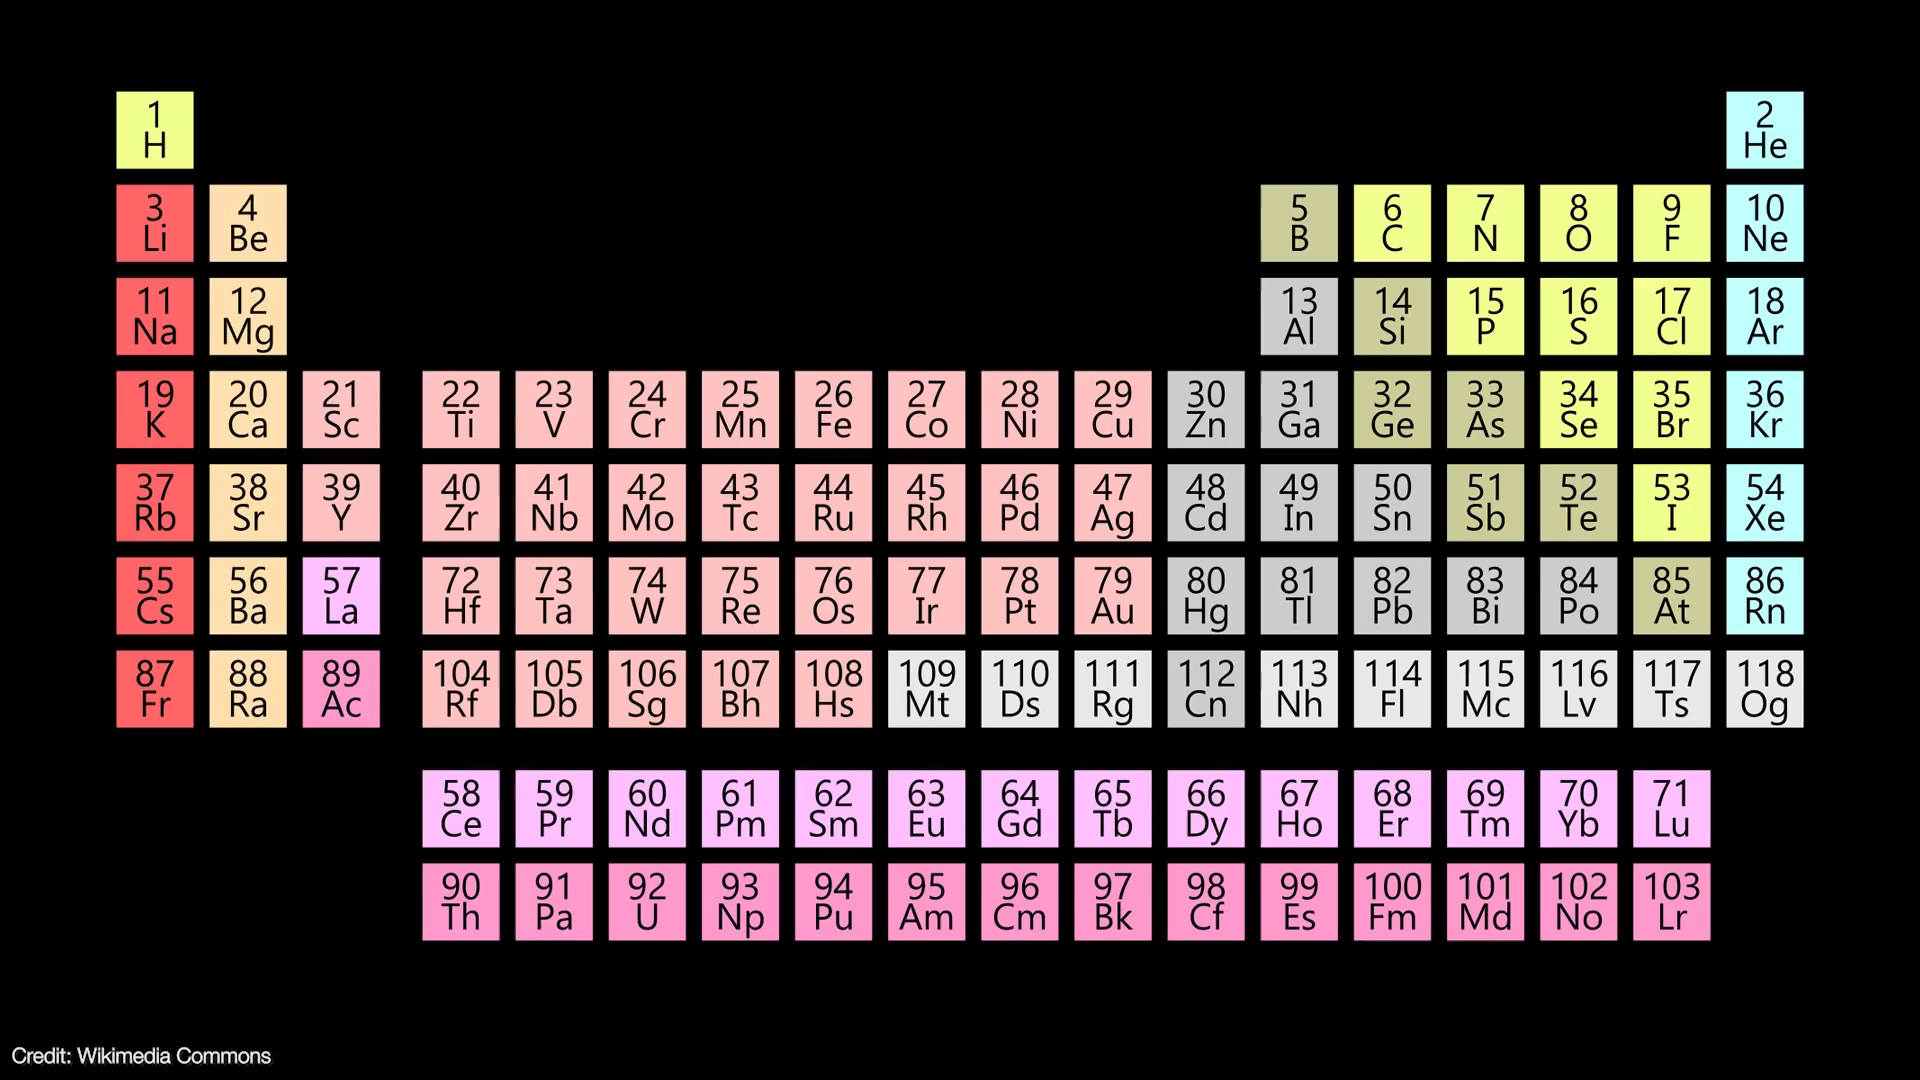 1 2
H He
3 4 5 6 7 8 9 10
Li Be B C N O F Ne
11 12 13 14 15 16 17 18
Na Mg Al Si P S Cl Ar
19 20 21 22 23 24 25 26 27 28 29 30 31 32 33 34 35 36
K Ca Sc Ti V Cr Mn Fe Co Ni Cu Zn Ga Ge As Se Br Kr
37 38 39 40 41 42 43 44 45 46 47 48 49 50 51 52 53 54
Rb Sr Y Zr Nb Mo Tc Ru Rh Pd Ag Cd In Sn Sb Te I Xe
55 56 57 72 73 74 75 76 77 78 79 80 81 82 83 84 85 86
Cs Ba La Hf Ta W Re Os Ir Pt Au Hg Tl Pb Bi Po At Rn
87 88 89 104 105 106 107 108 109 110 111 112 113 114 115 116 117 118
Fr Ra Ac Rf Db Sg Bh Hs Mt Ds Rg Cn Nh Fl Mc Lv Ts Og
58 59 60 61 62 63 64 65 66 67 68 69 70 71
Ce Pr Nd Pm Sm Eu Gd Tb Dy Ho Er Tm Yb Lu
90 91 92 93 94 95 96 97 98 99 100 101 102 103
Th Pa U Np Pu Am Cm Bk Cf Es Fm Md No Lr
Credit: Wikimedia Commons